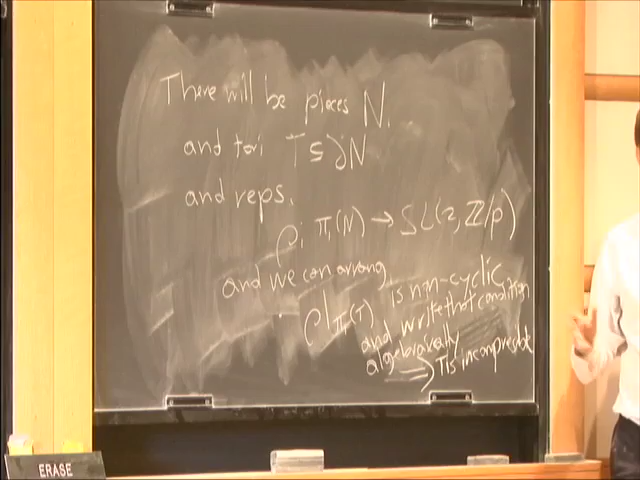 There will be pieces N,
and tori T ⊆ ∂N
and reps.
ρ: π₁(N) → SL(2, ℤ/p)
and we can arrang
ρ|π₁(T) is non-cyclic
and write that condition
algebraically
⟹ T is incompressible
ERASE